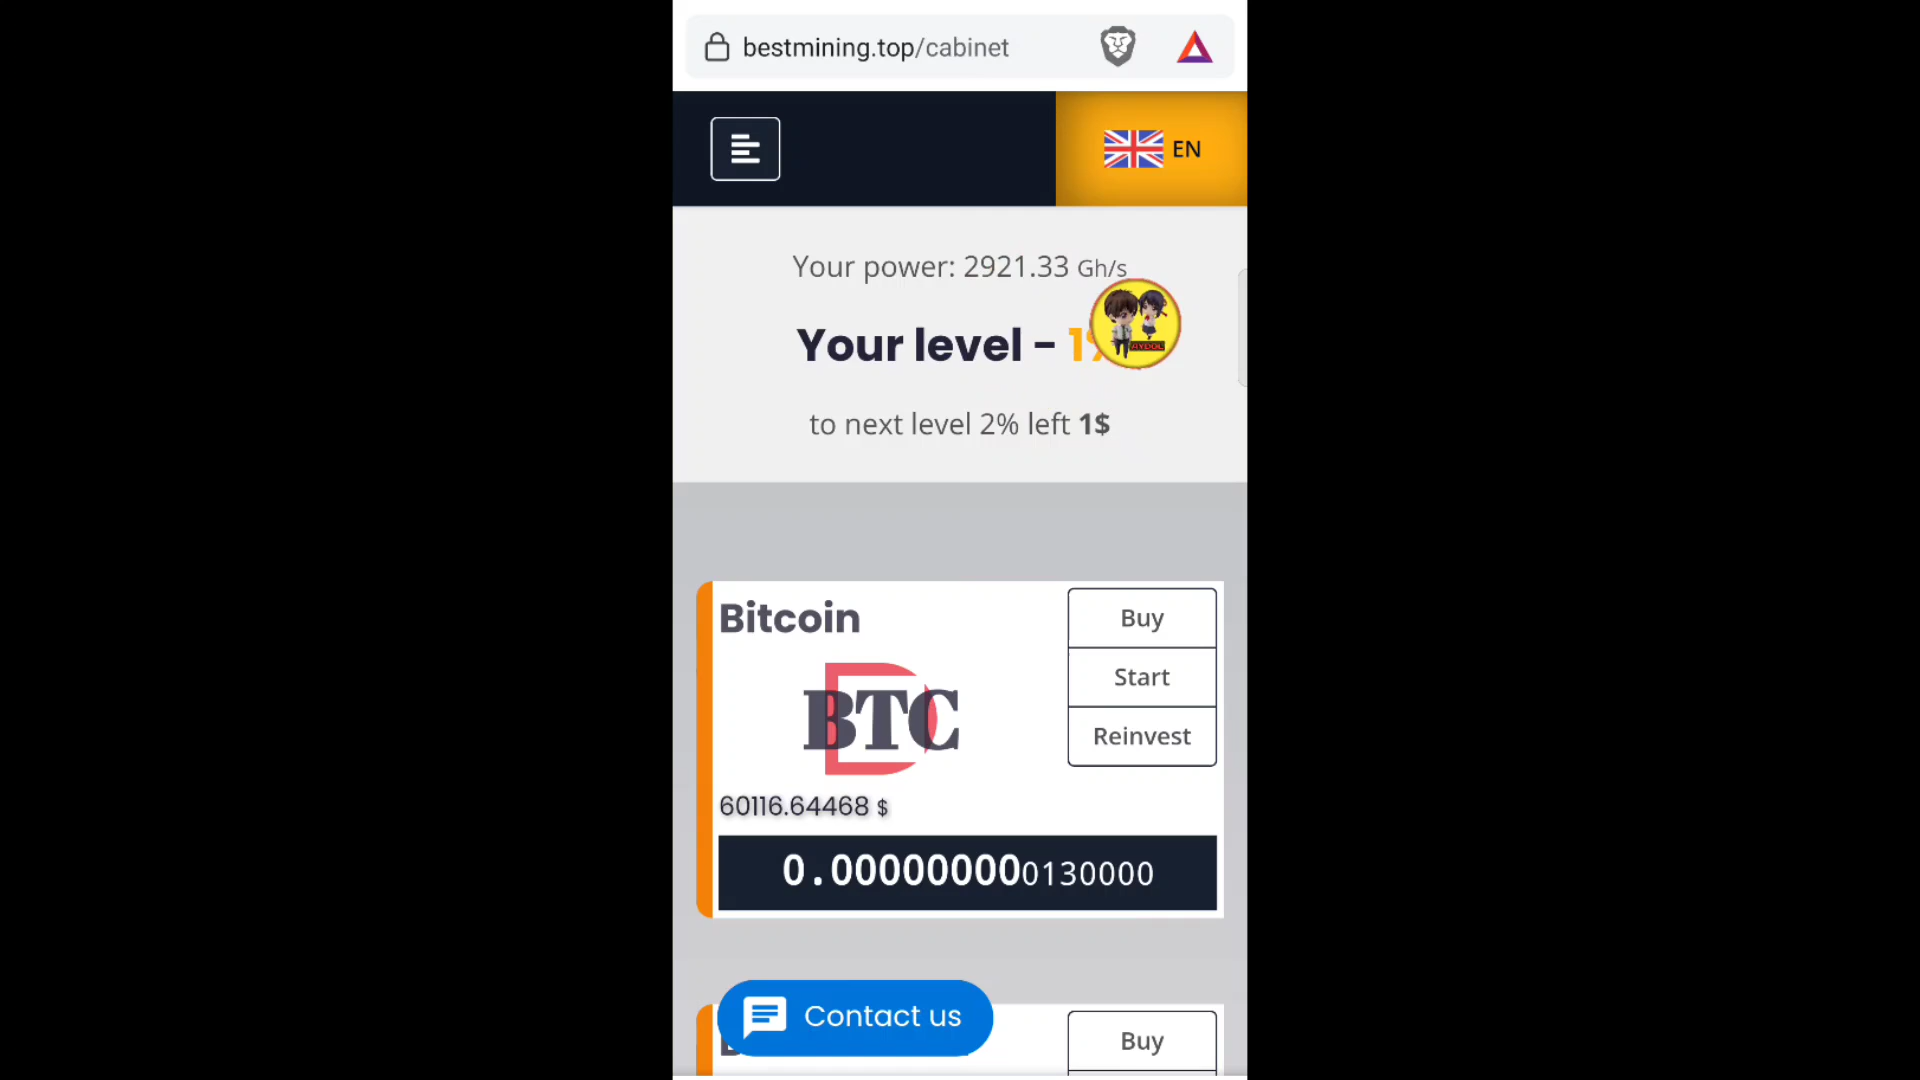 bestmining.top/cabinet
EN
Your power: 2921.33 Gh/s
Your level -
to next level 2% left 1$
Bitcoin
Buy
Start
Reinvest
BTC
60116.64468 $
0.000000000130000
Contact us
Buy